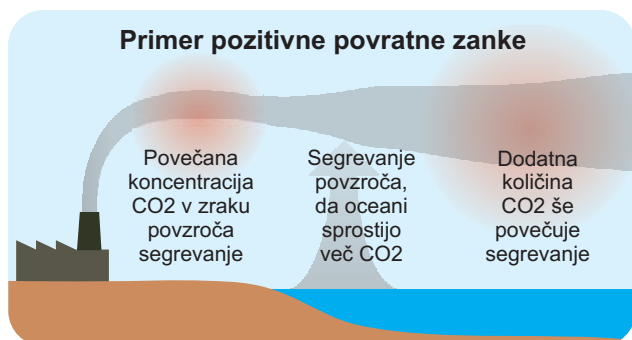 Primer pozitivne povratne zanke
Povečana
koncentracija
CO2 v zraku
povzroča
segrevanje
Segrevanje
povzroča,
da oceani
sprostijo
več CO2
Dodatna
količina
CO2 še
povečuje
segrevanje